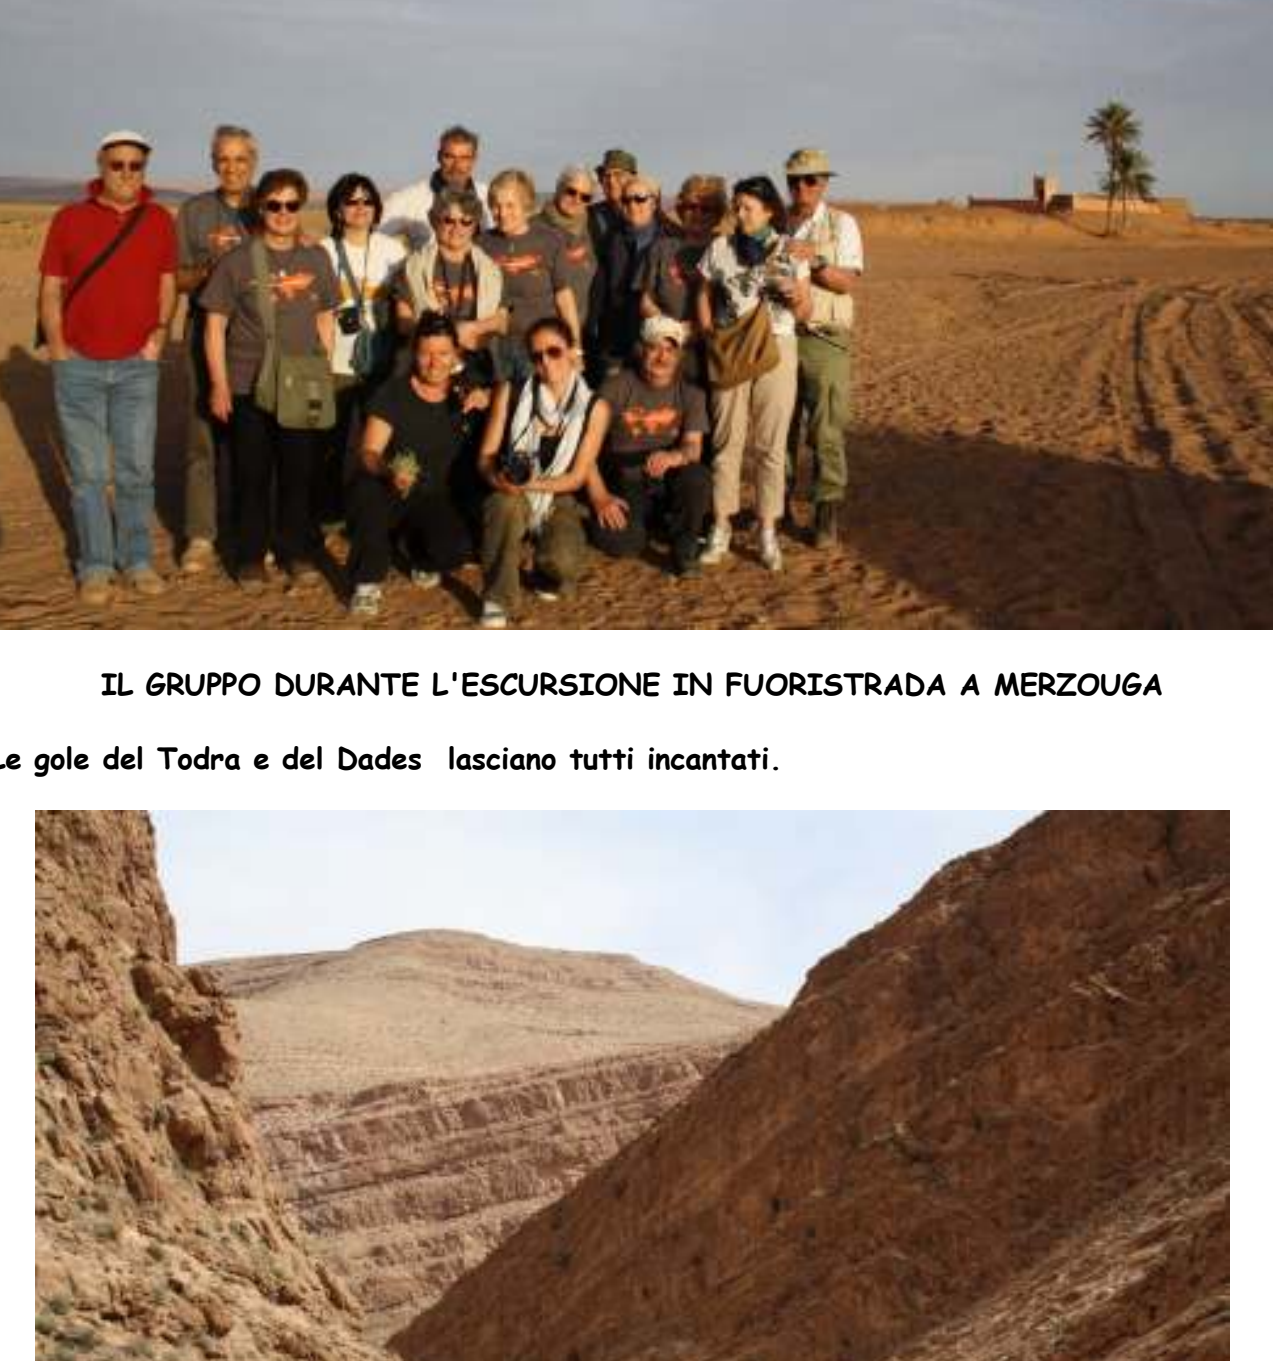 IL GRUPPO DURANTE L'ESCURSIONE IN FUORISTRADA A MERZOUGA
Le gole del Todra e del Dades lasciano tutti incantati.